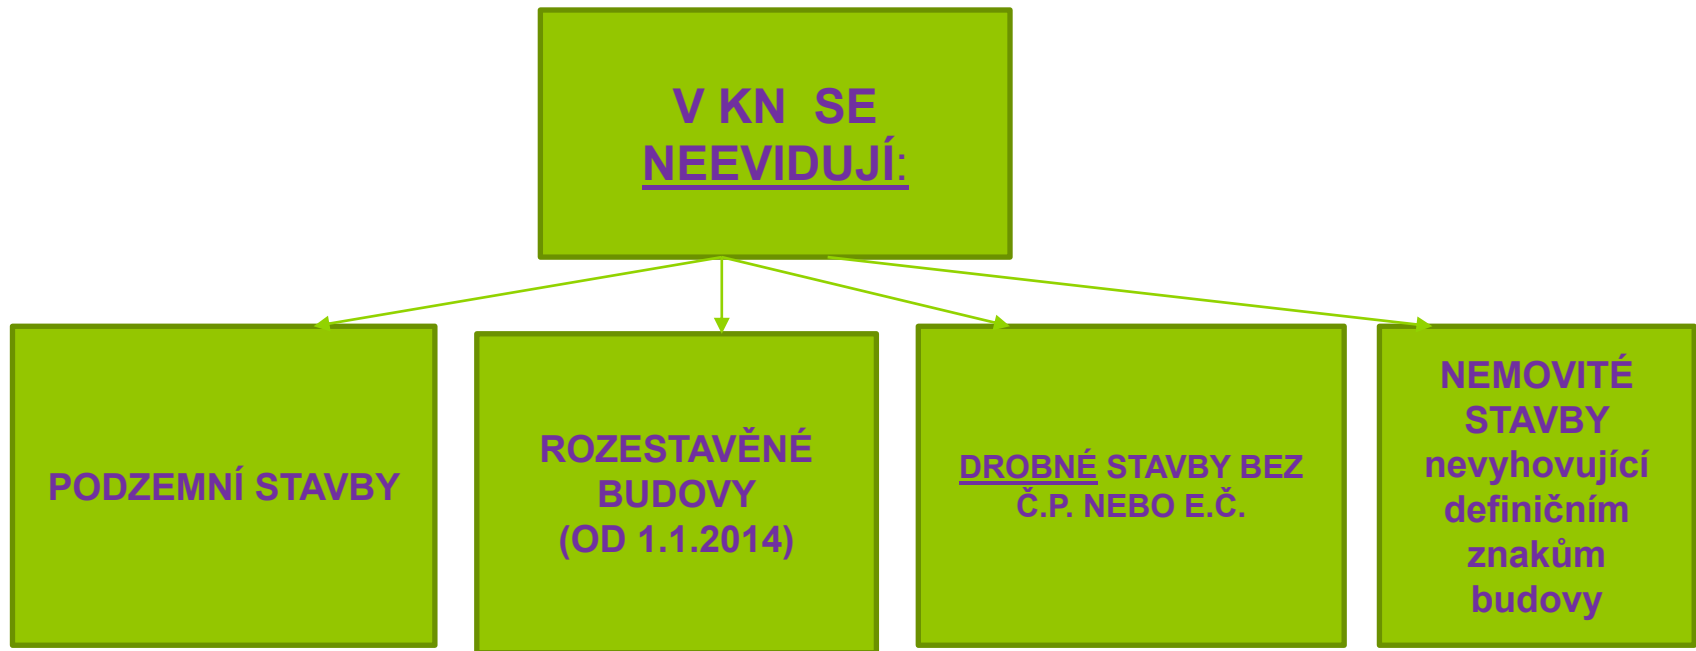 V KN SE
NEEVIDUJÍ:
PODZEMNÍ STAVBY
ROZESTAVĚNÉ
BUDOVY
(OD 1.1.2014)
DROBNÉ STAVBY BEZ
Č.P. NEBO E.Č.
NEMOVITÉ
STAVBY
nevyhovující
definičním
znakům
budovy